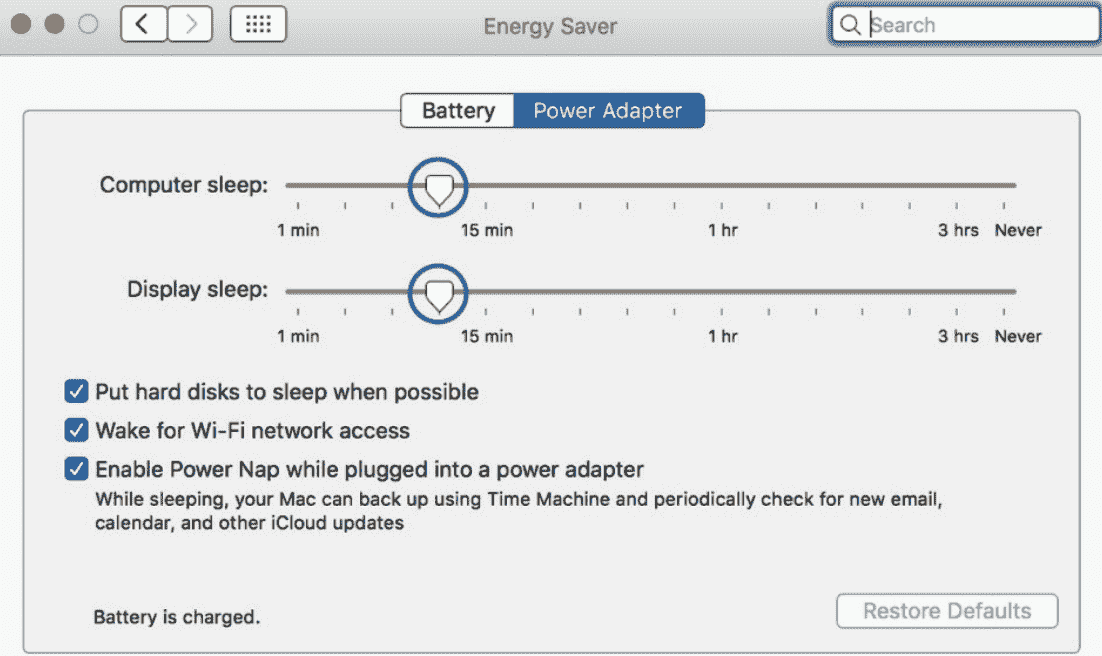 Energy Saver
Search
Battery
Power Adapter
Computer sleep:
1 min 15 min 1 hr 3 hrs Never
Display sleep:
1 min 15 min 1 hr 3 hrs Never
Put hard disks to sleep when possible
Wake for Wi-Fi network access
Enable Power Nap while plugged into a power adapter
While sleeping, your Mac can back up using Time Machine and periodically check for new email,
calendar, and other iCloud updates
Battery is charged.
Restore Defaults